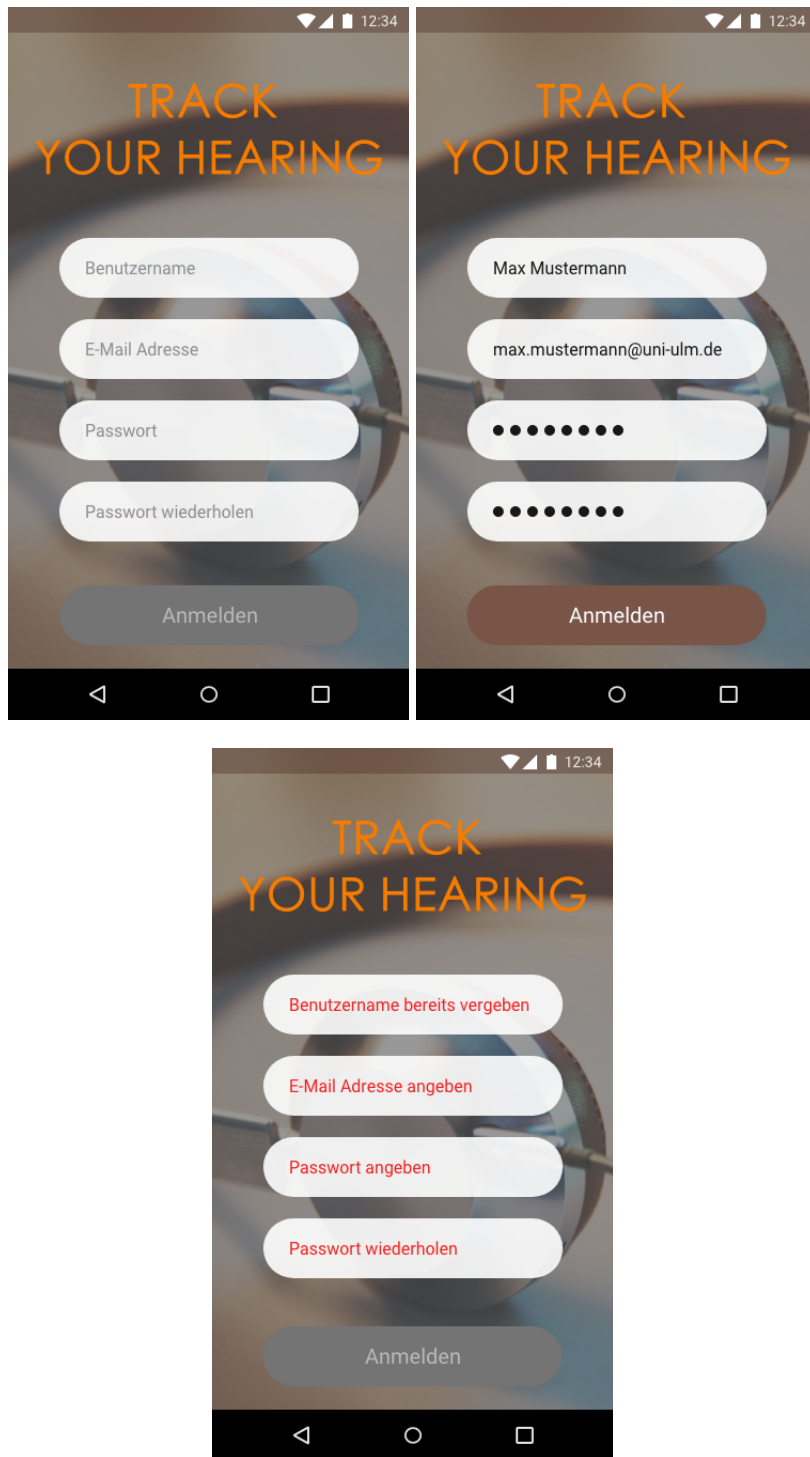 12:34
TRACK
YOUR HEARING
Benutzername
E-Mail Adresse
Passwort
Passwort wiederholen
Anmelden
12:34
TRACK
YOUR HEARING
Max Mustermann
max.mustermann@uni-ulm.de
Anmelden
12:34
TRACK
YOUR HEARING
Benutzername bereits vergeben
E-Mail Adresse angeben
Passwort angeben
Passwort wiederholen
Anmelden